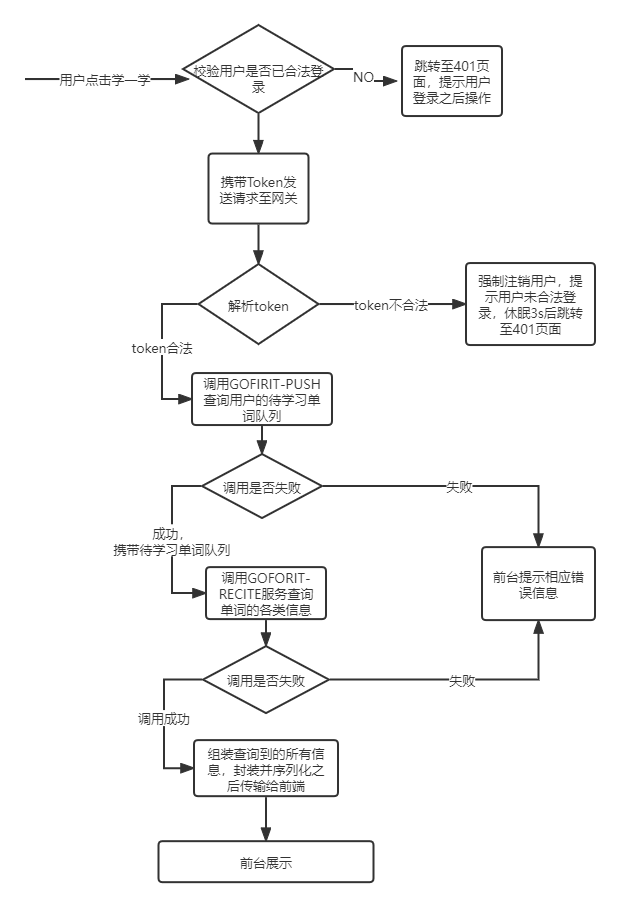 用户点击学一学
校验用户是否已合法登
录
NO
跳转至401页
面，提示用户
登录之后操作
携带Token发
送请求至网关
解析token
token不合法
强制注销用户，提
示用户未合法登
录，休眠3s后跳转
至401页面
token合法
调用GOFIRIT-PUSH
查询用户的待学习单
词队列
调用是否失败
失败
成功，
携带待学习单词队列
前台提示相应错
误信息
调用GOFORIT-
RECITE服务查询
单词的各类信息
调用是否失败
失败
调用成功
组装查询到的所有信
息，封装并序列化之
后传输给前端
前台展示